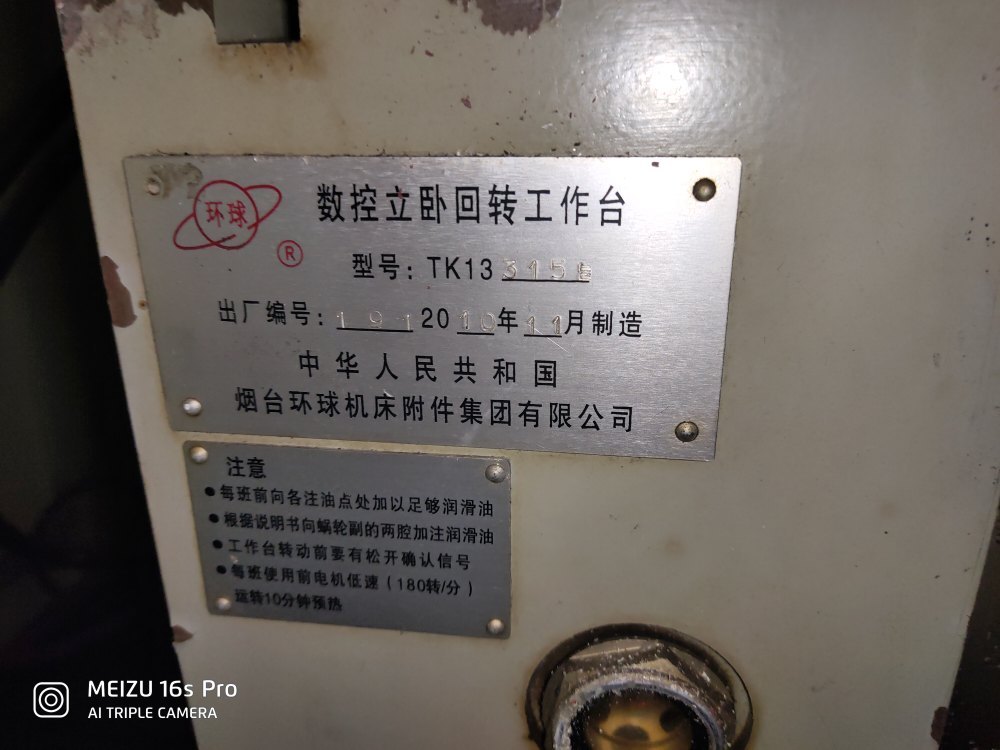 环球
®
数控立卧回转工作台
型号：TK13 315E
出厂编号：191 2010年11月制造
中华人民共和国
烟台环球机床附件集团有限公司
注意
●每班前向各注油点处加以足够润滑油
●根据说明书向蜗轮副的两腔加注润滑油
●工作台转动前要有松开确认信号
●每班使用前电机低速（180转/分）
运转10分钟预热
MEIZU 16s Pro
AI TRIPLE CAMERA